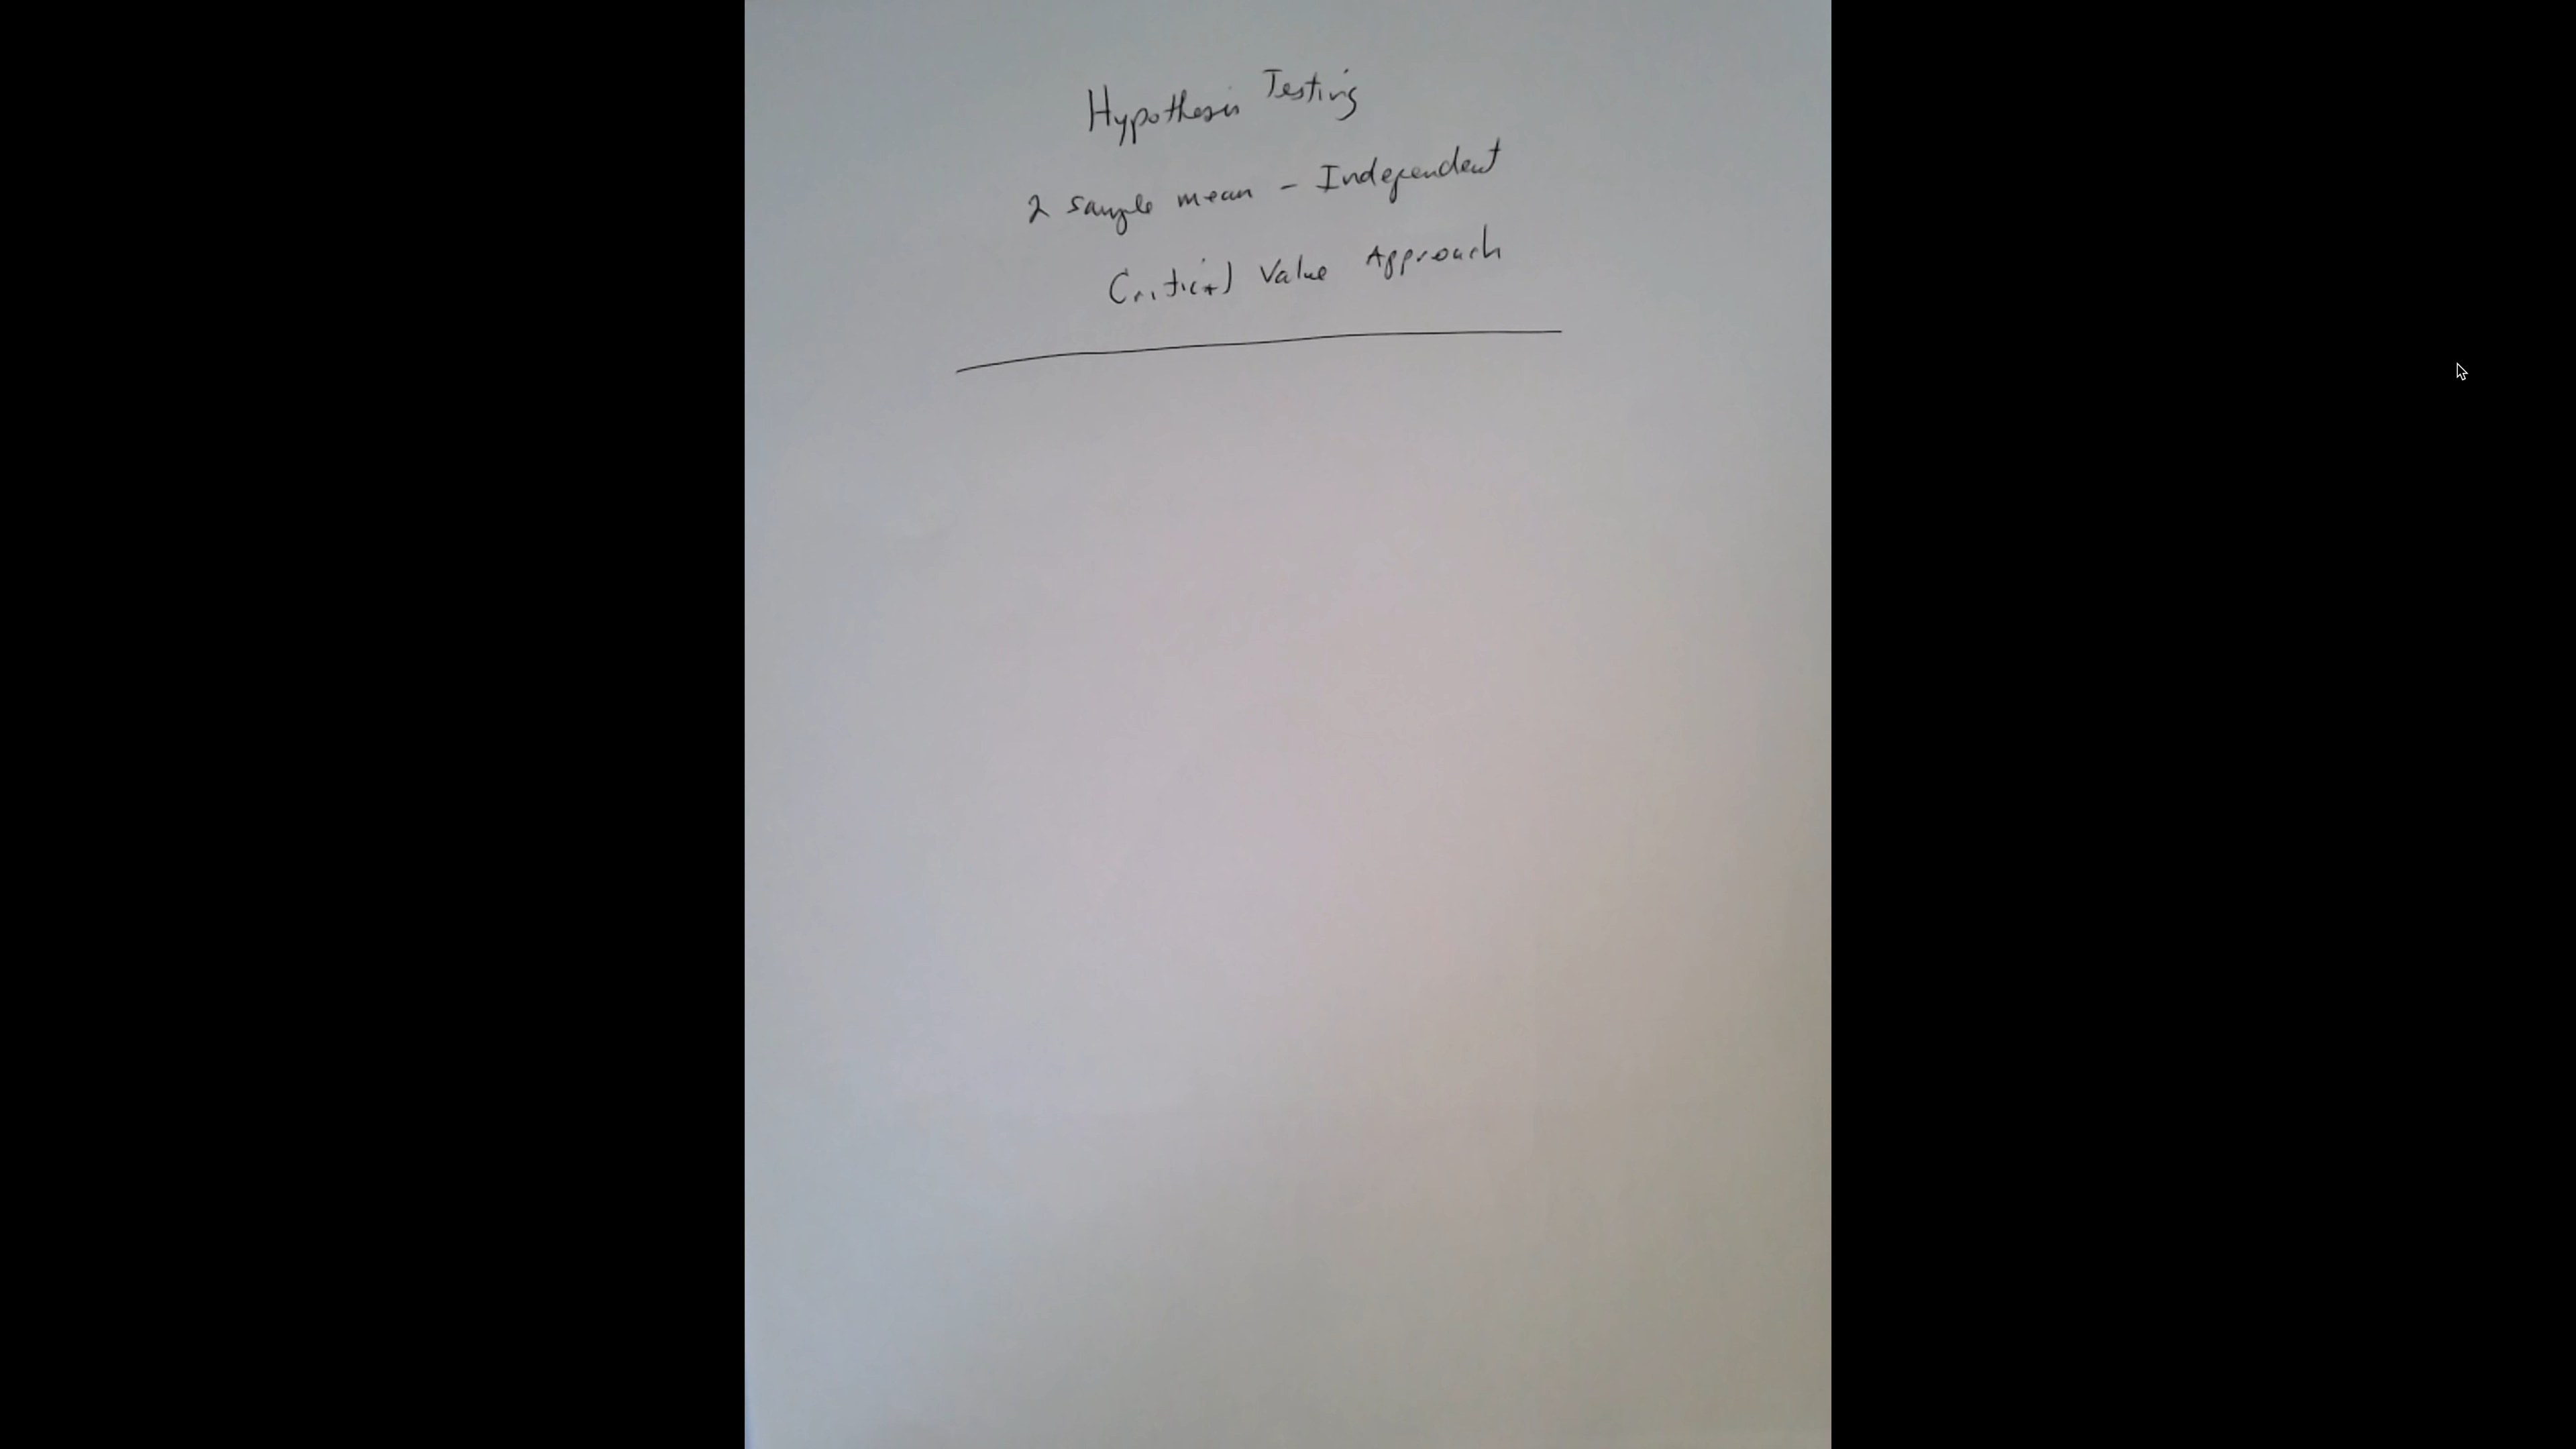 Hypothesis Testing
2 sample mean - Independent
Critical Value Approach